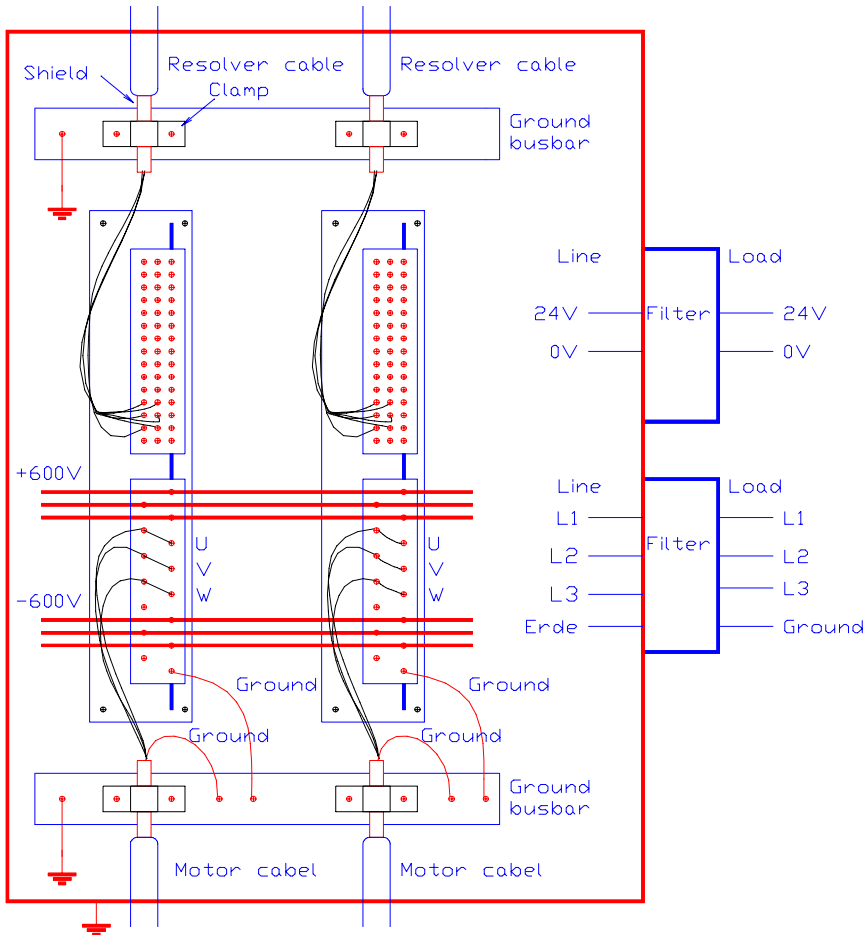 Resolver cable
Resolver cable
Shield
Clamp
Ground
busbar
Line
Load
24V
Filter
24V
0V
0V
+600V
Line
Load
L1
L1
U
U
Filter
L2
L2
V
V
L3
L3
-600V
W
W
Erde
Ground
Ground
Ground
Ground
Ground
Ground
busbar
Motor cabel
Motor cabel